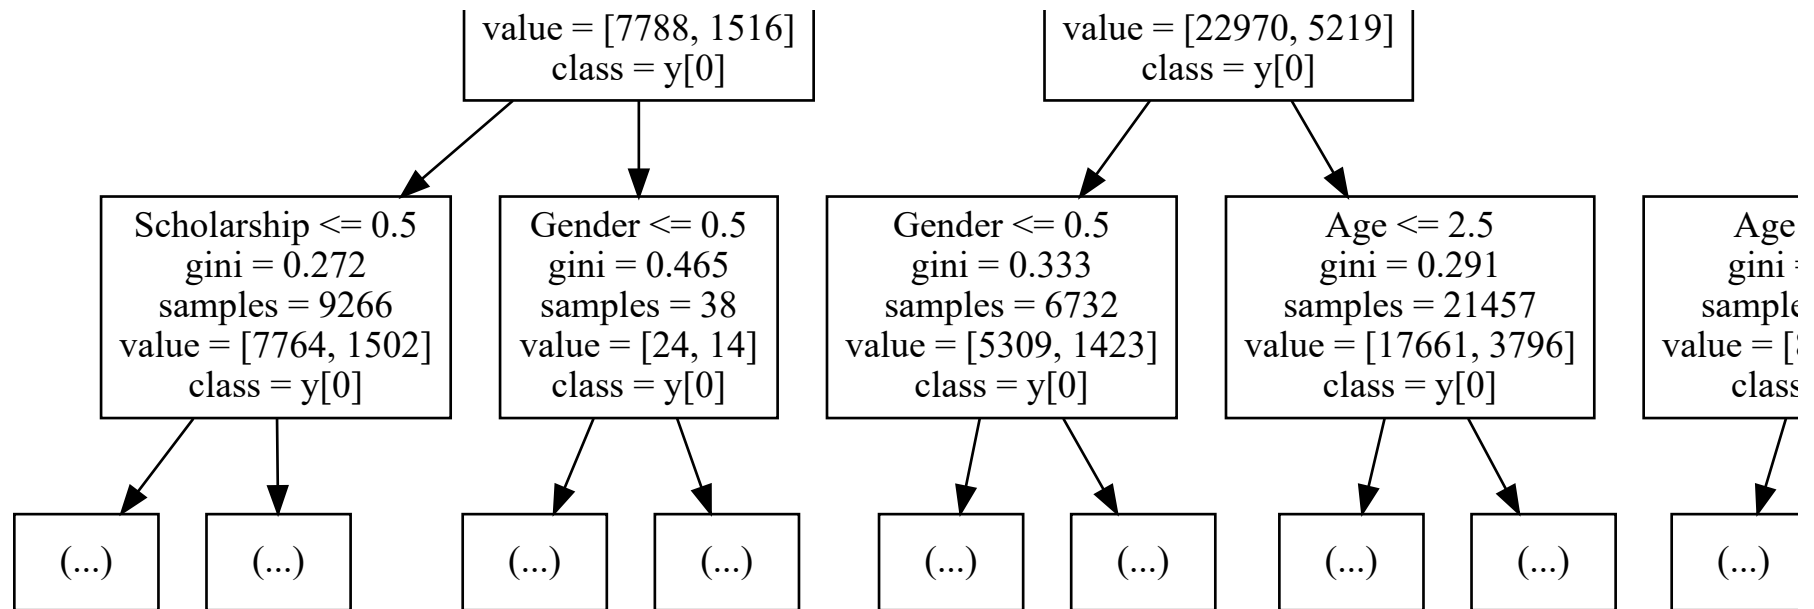 value = [7788, 1516]
class = y[0]
value = [22970, 5219]
class = y[0]
Scholarship <= 0.5
gini = 0.272
samples = 9266
value = [7764, 1502]
class = y[0]
Gender <= 0.5
gini = 0.465
samples = 38
value = [24, 14]
class = y[0]
Gender <= 0.5
gini = 0.333
samples = 6732
value = [5309, 1423]
class = y[0]
Age <= 2.5
gini = 0.291
samples = 21457
value = [17661, 3796]
class = y[0]
Age
gini
value = [
(...)
(...)
(...)
(...)
(...)
(...)
(...)
(...)
(...)